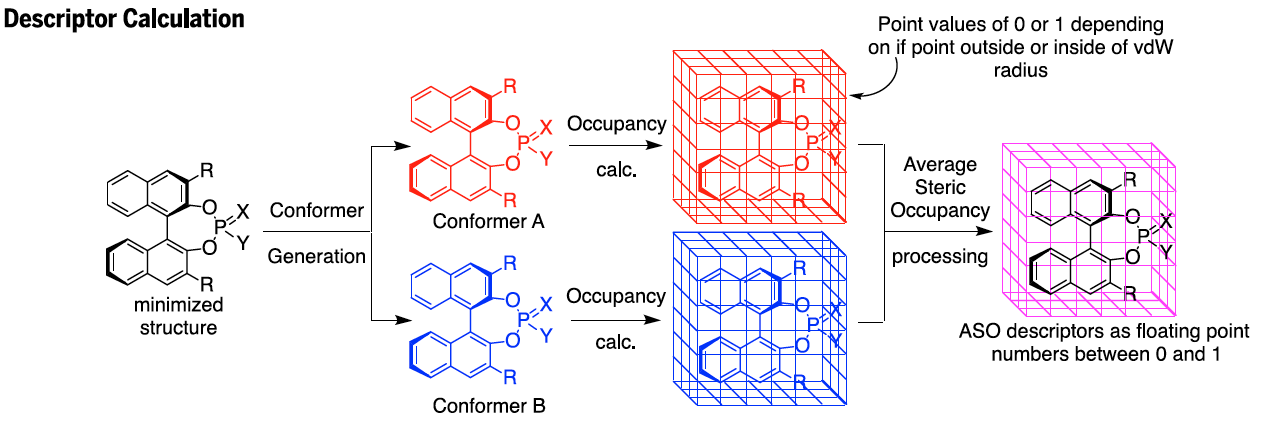 Descriptor Calculation
R
O
O
P
X
Y
R
minimized
structure
Conformer
Generation
R
O
O
P
X
Y
R
Conformer A
R
O
O
P
X
Y
R
Conformer B
Occupancy
calc.
Occupancy
calc.
Point values of 0 or 1 depending
on if point outside or inside of vdW
radius
R
O
O
P
X
Y
R
R
O
O
P
X
Y
R
Average
Steric
Occupancy
processing
R
O
O
P
X
Y
R
ASO descriptors as floating point
numbers between 0 and 1